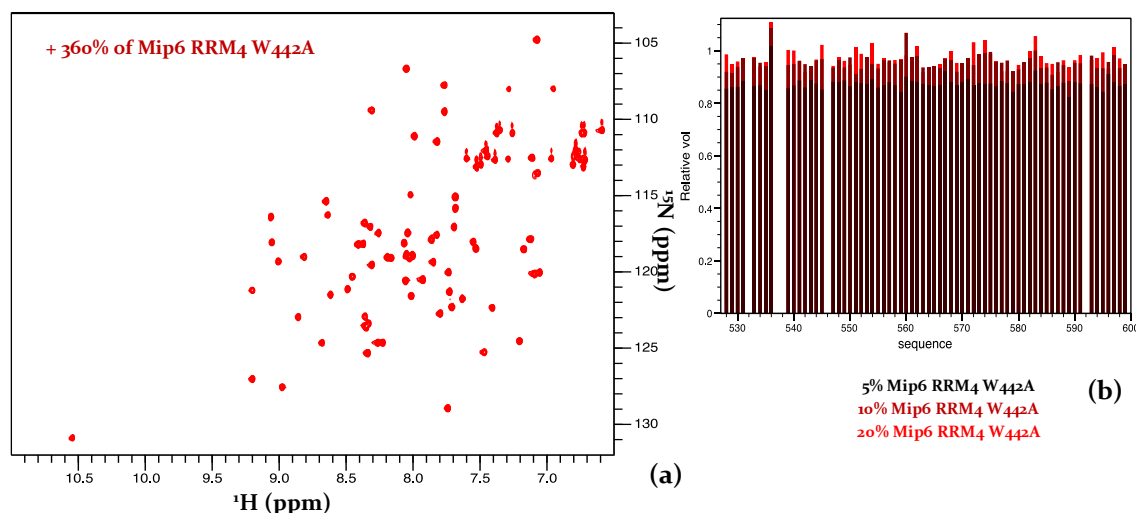 + 360% of Mip6 RRM4 W442A
105
110
115
120
125
130
¹⁵N (ppm)
10.5 10.0 9.5 9.0 8.5 8.0 7.5 7.0
¹H (ppm)
(a)
1
0.8
0.6
0.4
0.2
0
Relative vol
530 540 550 560 570 580 590 600
sequence
5% Mip6 RRM4 W442A
10% Mip6 RRM4 W442A
20% Mip6 RRM4 W442A
(b)